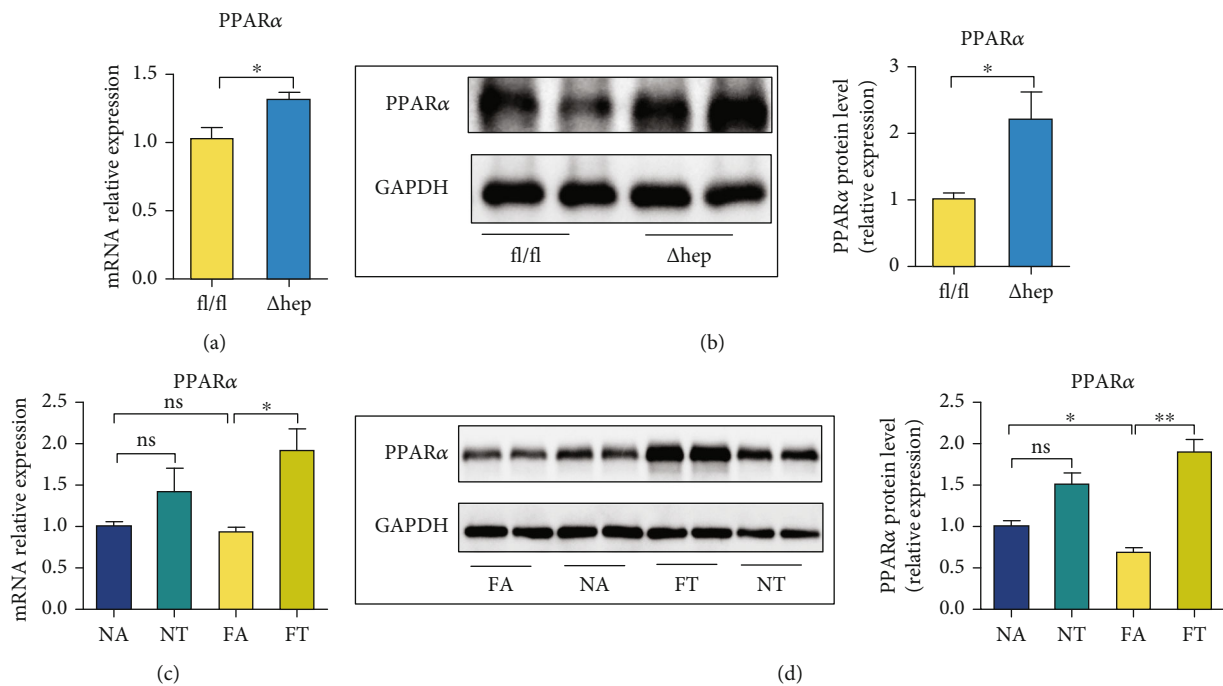 PPARα
mRNA relative expression
1.5
1.0
0.5
0.0
*
fl/fl
Δhep
(a)
PPARα
GAPDH
fl/fl
Δhep
PPARα
PPARα protein level
(relative expression)
3
2
1
0
*
fl/fl
Δhep
(b)
PPARα
mRNA relative expression
2.5
2.0
1.5
1.0
0.5
0.0
ns
*
ns
NA
NT
FA
FT
(c)
PPARα
GAPDH
FA
NA
FT
NT
PPARα
PPARα protein level
(relative expression)
2.5
2.0
1.5
1.0
0.5
0.0
*
**
ns
NA
NT
FA
FT
(d)